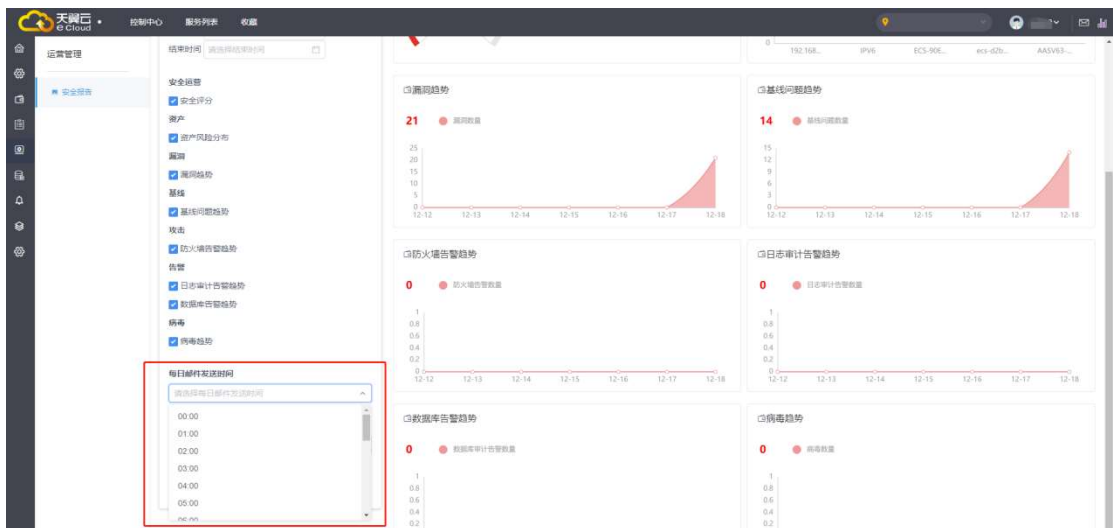 天翼云
e Cloud
控制中心 服务列表 收藏
运营管理
安全报告
结束时间 请选择结束时间
安全运营
安全评分
资产
资产风险分布
漏洞
漏洞趋势
基线
基线问题趋势
攻击
防火墙告警趋势
告警
日志审计告警趋势
数据库告警趋势
病毒
病毒趋势
每日邮件发送时间
请选择每日邮件发送时间
00:00
01:00
02:00
03:00
04:00
05:00
06:00
0
192.168... IPV6 ECS-90E... ecs-d2b... AASV63-...
漏洞趋势
21 漏洞数量
25
20
15
10
5
0
12-12 12-13 12-14 12-15 12-16 12-17 12-18
基线问题趋势
14 基线问题数量
15
12
9
6
3
0
12-12 12-13 12-14 12-15 12-16 12-17 12-18
防火墙告警趋势
0 防火墙告警数量
1
0.8
0.6
0.4
0.2
0
12-12 12-13 12-14 12-15 12-16 12-17 12-18
日志审计告警趋势
0 日志审计告警数量
1
0.8
0.6
0.4
0.2
0
12-12 12-13 12-14 12-15 12-16 12-17 12-18
数据库告警趋势
0 数据库审计告警数量
1
0.8
0.6
0.4
0.2
病毒趋势
0 病毒数量
1
0.8
0.6
0.4
0.2